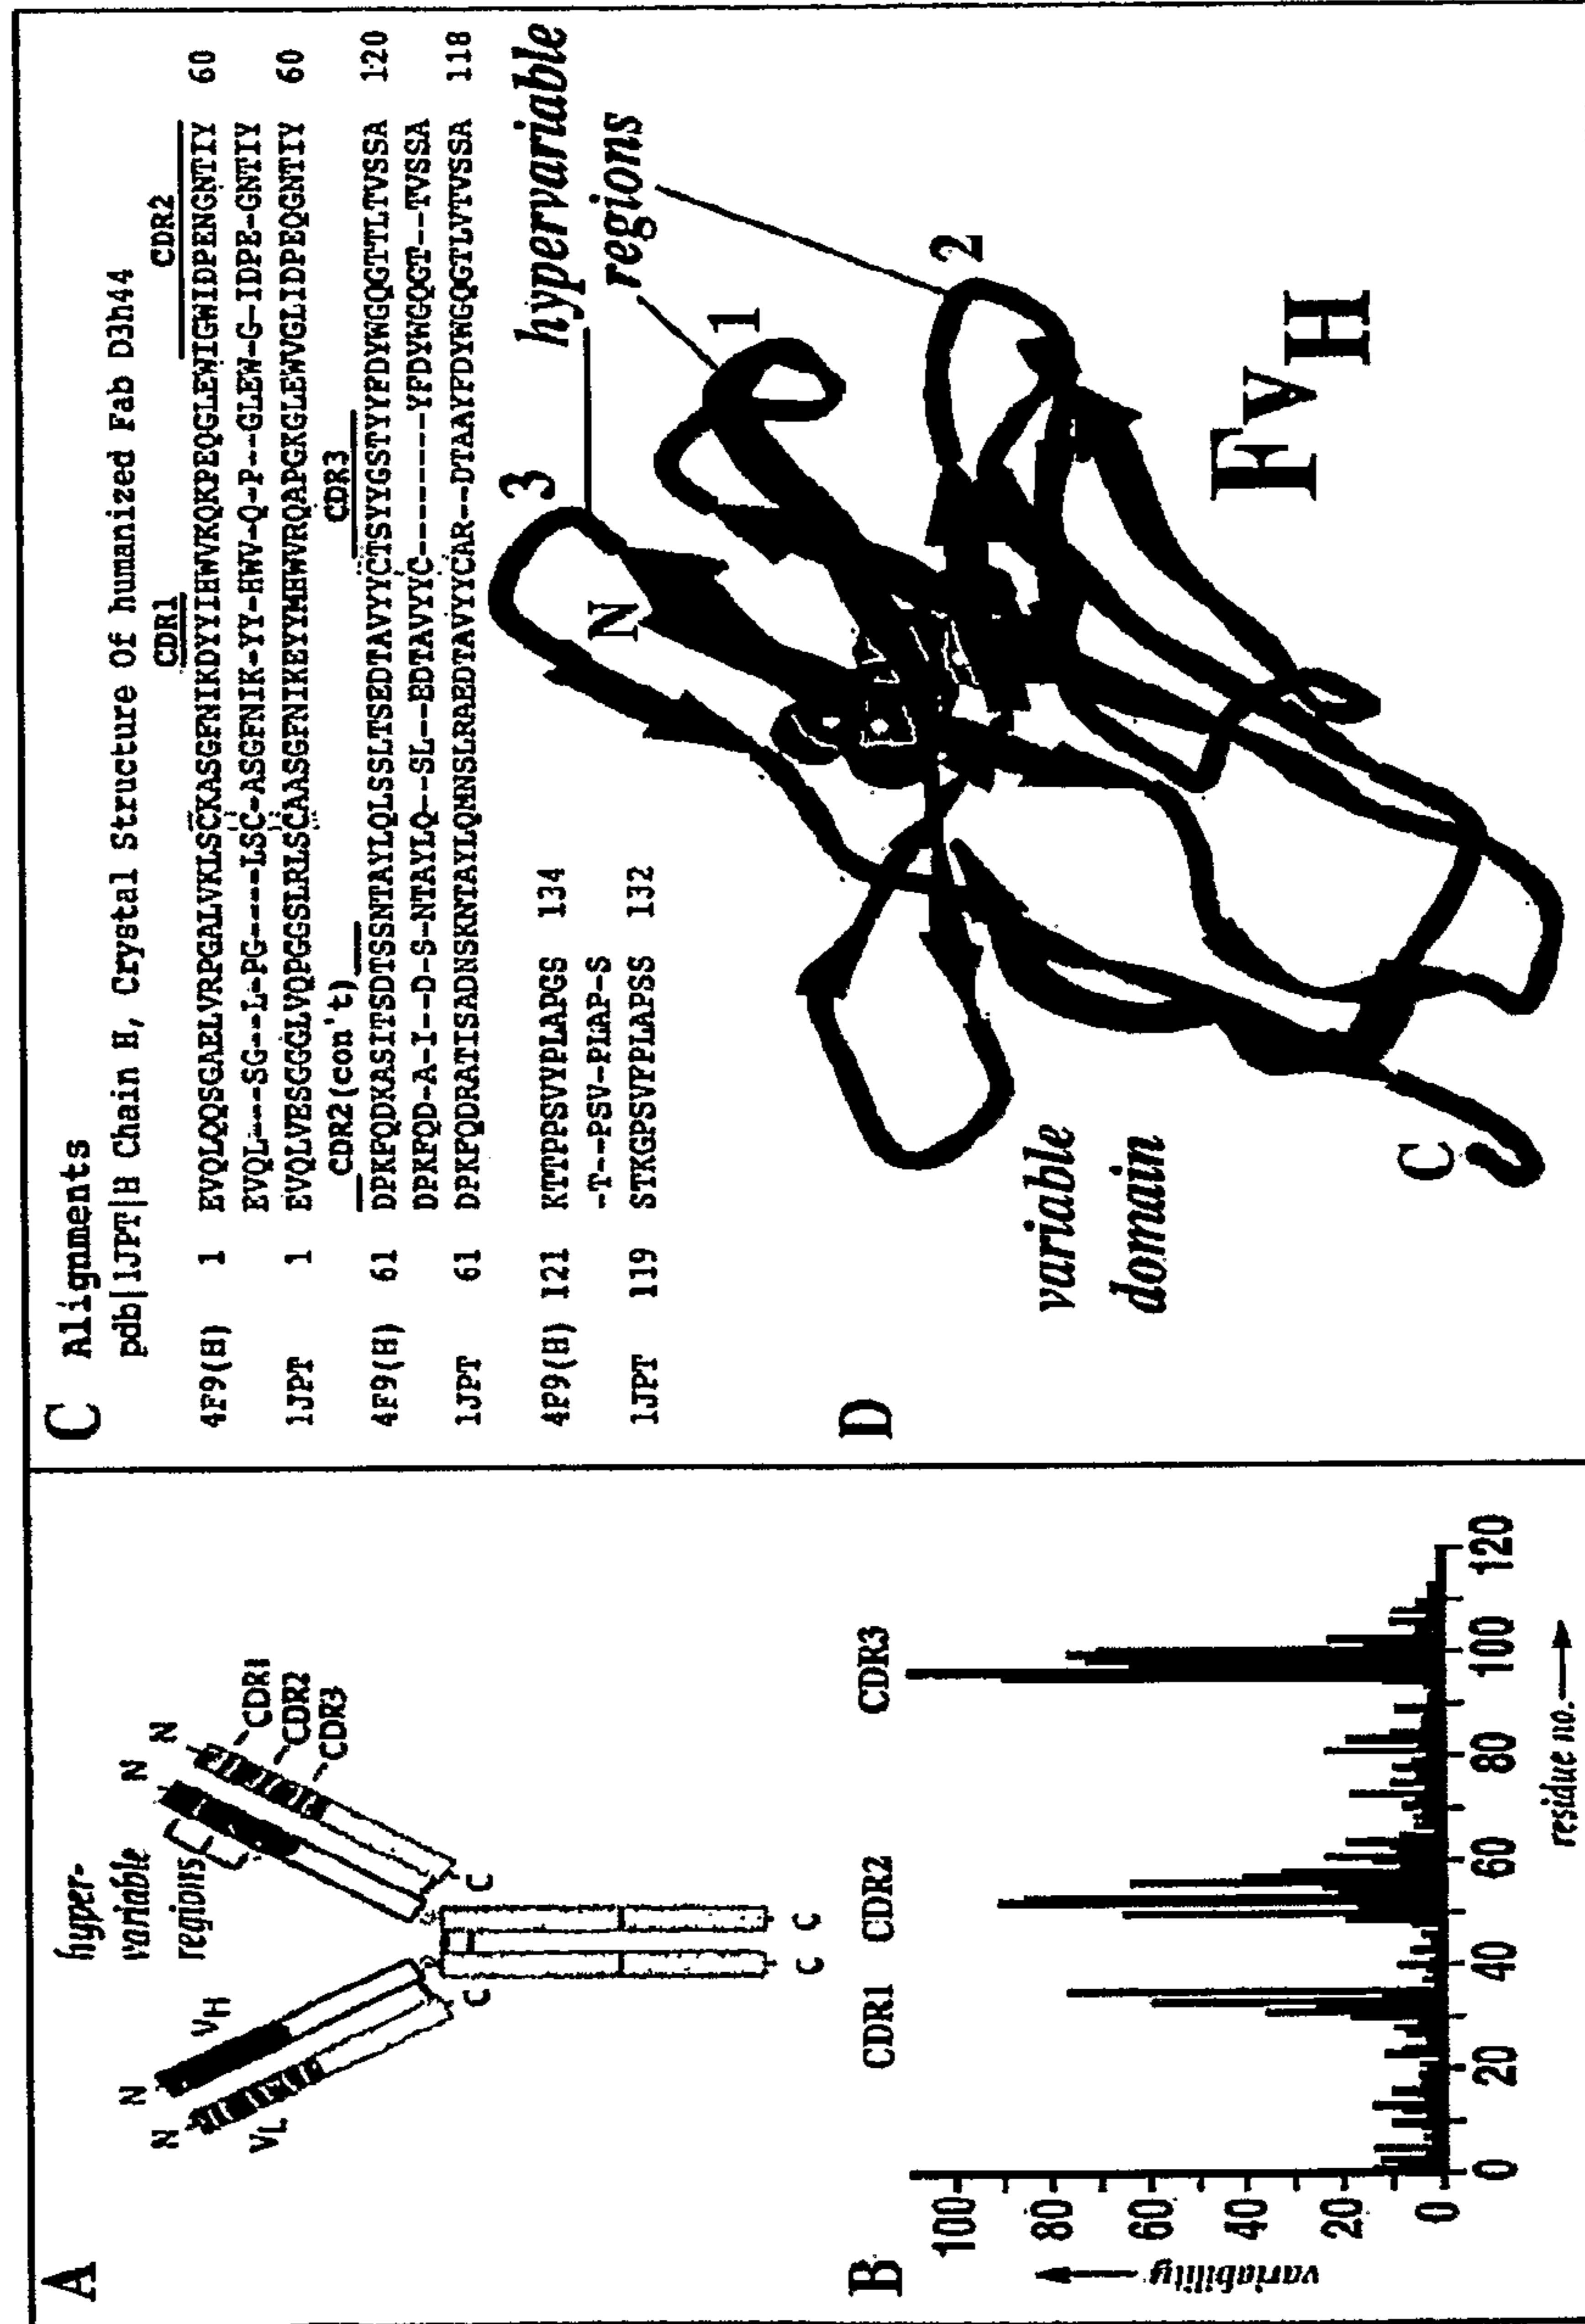 A
hyper-
variable
regions
N
N
VH
VL
N
N
CDR1
CDR2
CDR3
C
C
C
C
B
CDR1
CDR2
CDR3
variability
100
80
60
40
20
0
0
20
40
60
80
100
120
residue no.
C
Alignments
pdb|1JPT|H Chain H, Crystal Structure Of humanized Fab D3h44
CDR1 CDR2
4F9(H) 1 EVQLQQSGAELVRPGALVKLSCKASGFNIKDYYIHWVKQKPEQGLEWIGWIDPENGNTIY 60
EVQL---SG--L-PG----LSC-ASGFNIK-YY-HWV-Q-P--GLEW-G-IDPE-GNTIY
1JPT 1 EVQLVESGGGLVQPGGSLRLSCAASGFNIKEYYMHWVRQAPGKGLEWVGLIDPEQGNTIY 60
CDR2(con't) CDR3
4F9(H) 61 DPKFQDKASITSDTSSNTAYLQLSSLTSEDTAVYYCTSYYGSTYYFDYWGQGTTLTVSSA 120
DPKFQD-A-I--D-S-NTAYLQ--SL--EDTAVYYC--------YFDYWGQGT--TVSSA
1JPT 61 DPKFQDRATISADNSKNTAYLQMNSLRAEDTAVYYCAR--DTAAYFDYWGQGTLVTVSSA 118
4F9(H) 121 KTTPPSVYPLAPGS 134
-T--PSV-PLAP-S
1JPT 119 STKGPSVFPLAPSS 132
D
hypervariable
regions
3
1
2
N
variable
domain
C
FvH